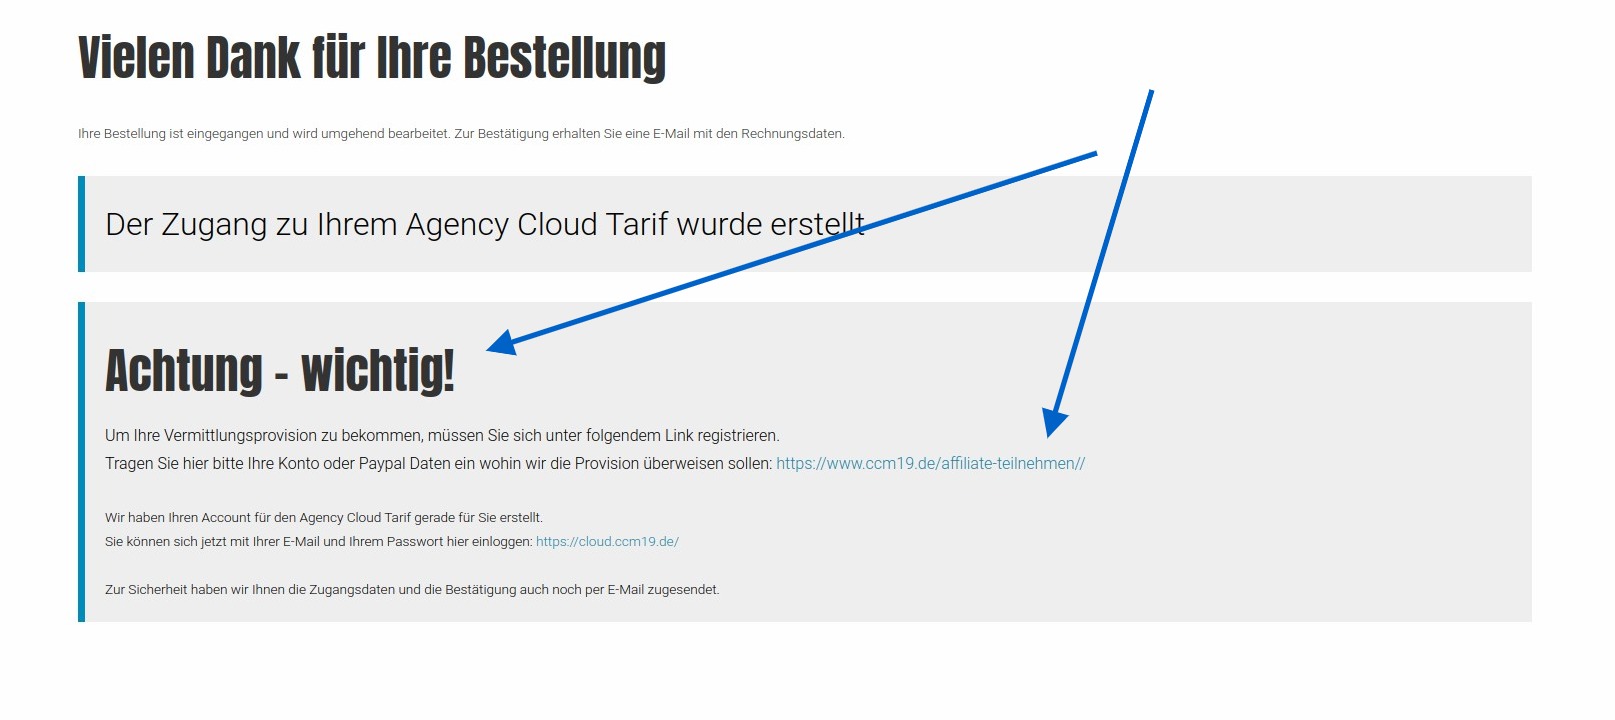 Vielen Dank für Ihre Bestellung
Ihre Bestellung ist eingegangen und wird umgehend bearbeitet. Zur Bestätigung erhalten Sie eine E-Mail mit den Rechnungsdaten.
Der Zugang zu Ihrem Agency Cloud Tarif wurde erstellt
Achtung - wichtig!
Um Ihre Vermittlungsprovision zu bekommen, müssen Sie sich unter folgendem Link registrieren.
Tragen Sie hier bitte Ihre Konto oder Paypal Daten ein wohin wir die Provision überweisen sollen: https://www.ccm19.de/affiliate-teilnehmen//
Wir haben Ihren Account für den Agency Cloud Tarif gerade für Sie erstellt.
Sie können sich jetzt mit Ihrer E-Mail und Ihrem Passwort hier einloggen: https://cloud.ccm19.de/
Zur Sicherheit haben wir Ihnen die Zugangsdaten und die Bestätigung auch noch per E-Mail zugesendet.